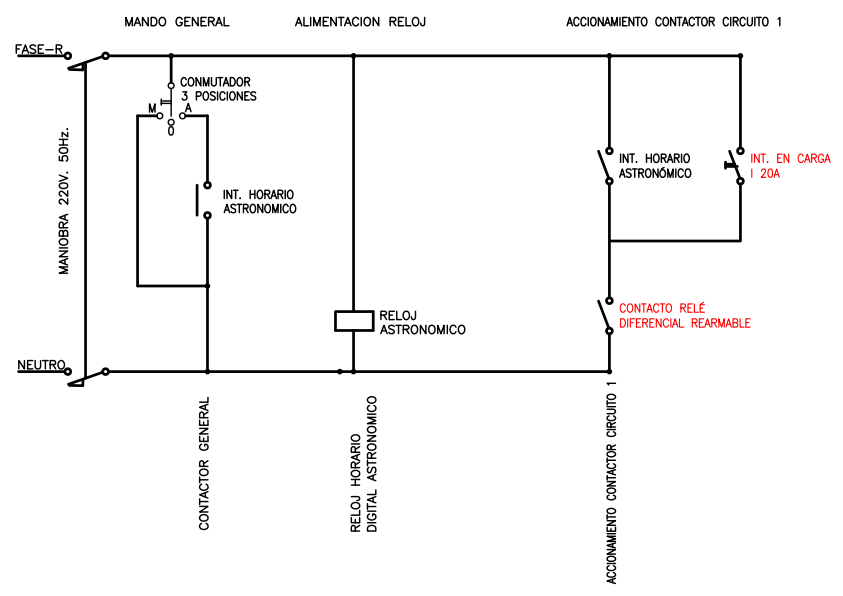 MANDO GENERAL
ALIMENTACION RELOJ
ACCIONAMIENTO CONTACTOR CIRCUITO 1
FASE-R
CONMUTADOR
3 POSICIONES
M
A
INT. HORARIO
ASTRONOMICO
INT. HORARIO
ASTRONÓMICO
INT. EN CARGA
I 20A
MANIOBRA 220V. 50Hz.
RELOJ
ASTRONOMICO
CONTACTO RELÉ
DIFERENCIAL REARMABLE
NEUTRO
CONTACTOR GENERAL
RELOJ HORARIO
DIGITAL ASTRONOMICO
ACCIONAMIENTO CONTACTOR CIRCUITO 1